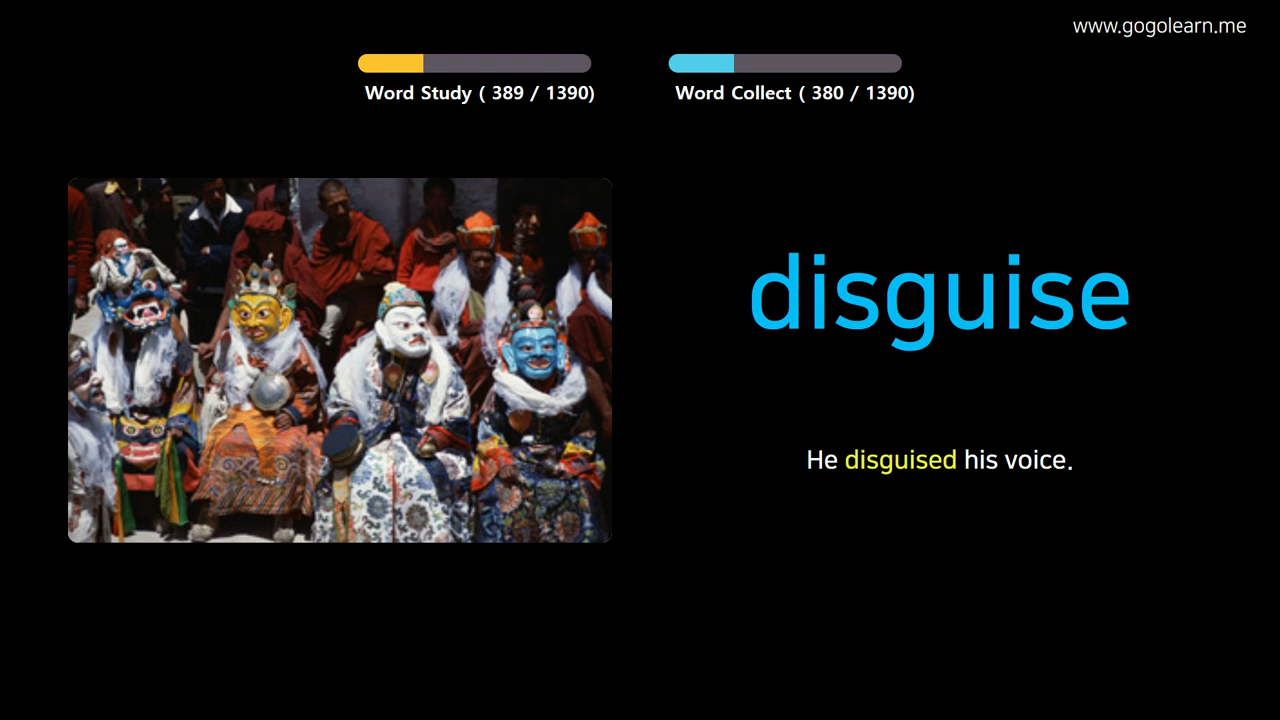 www.gogolearn.me
Word Study ( 389 / 1390)
Word Collect ( 380 / 1390)
disguise
He disguised his voice.